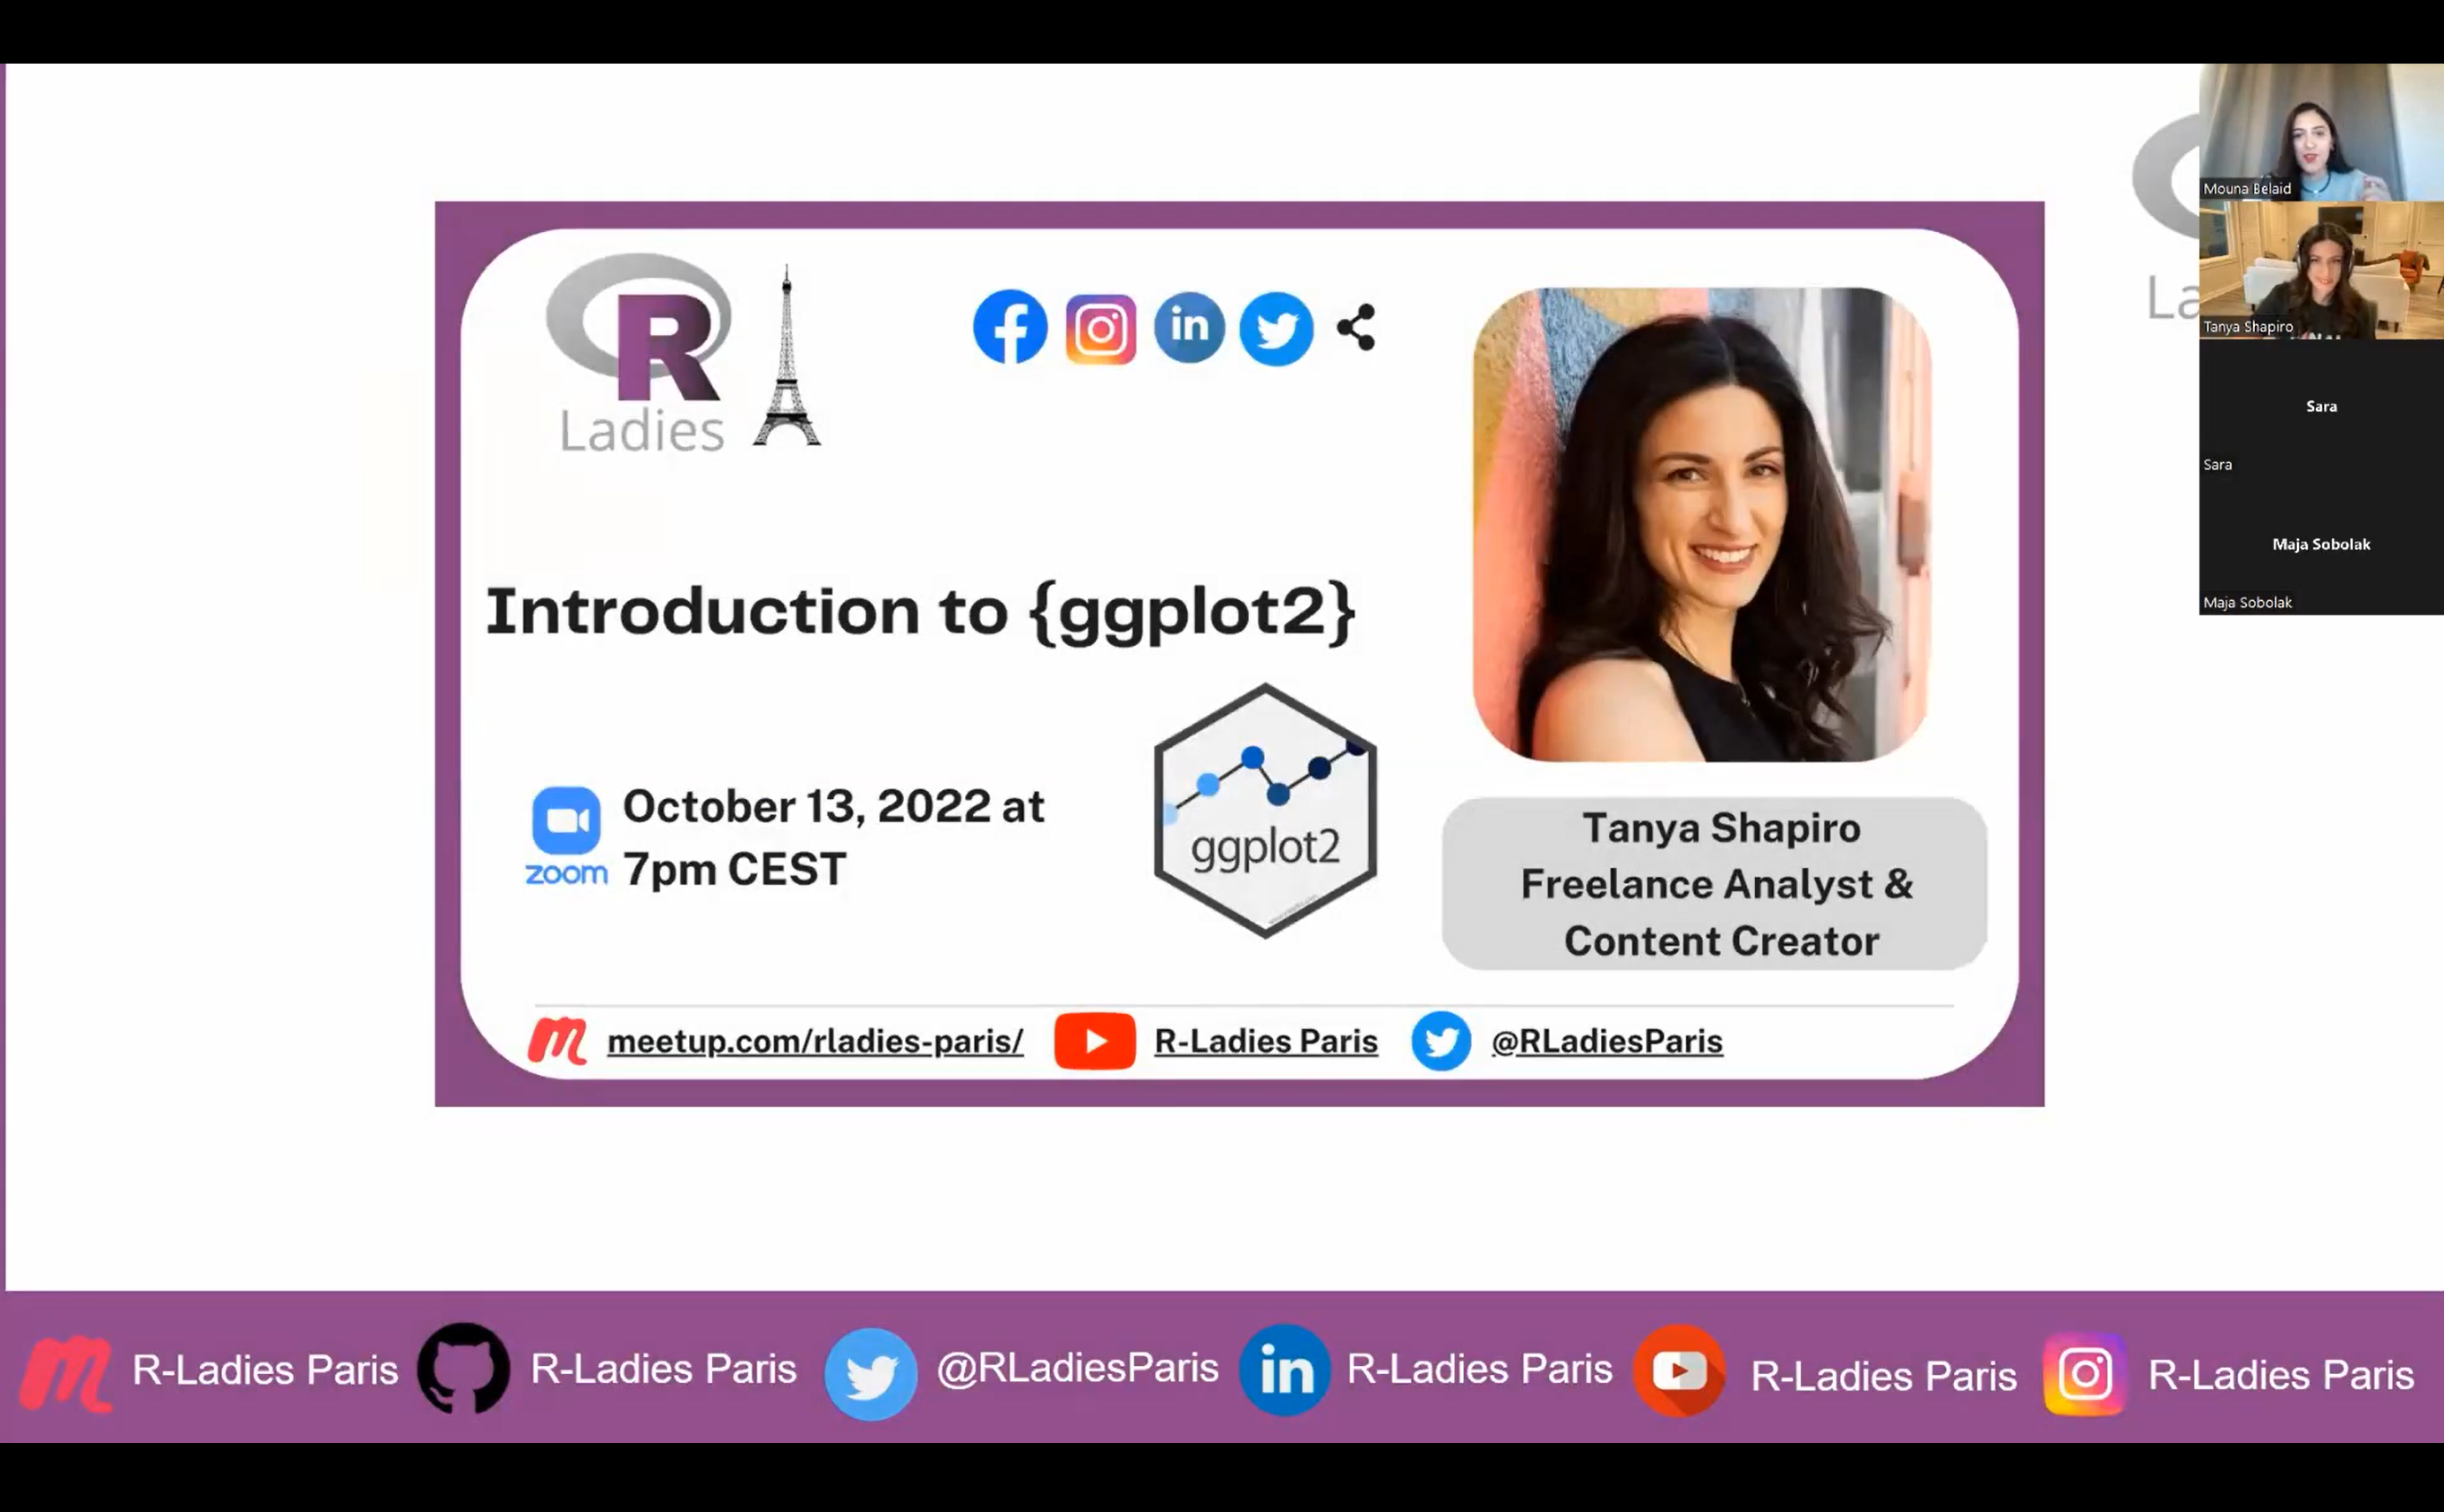 R
Ladies
Introduction to {ggplot2}
October 13, 2022 at
7pm CEST
zoom
ggplot2
Tanya Shapiro
Freelance Analyst &
Content Creator
meetup.com/rladies-paris/
R-Ladies Paris
@RLadiesParis
La
Mouna Belaid
Tanya Shapiro
Sara
Sara
Maja Sobolak
Maja Sobolak
R-Ladies Paris
R-Ladies Paris
@RLadiesParis
in R-Ladies Paris
R-Ladies Paris
R-Ladies Paris